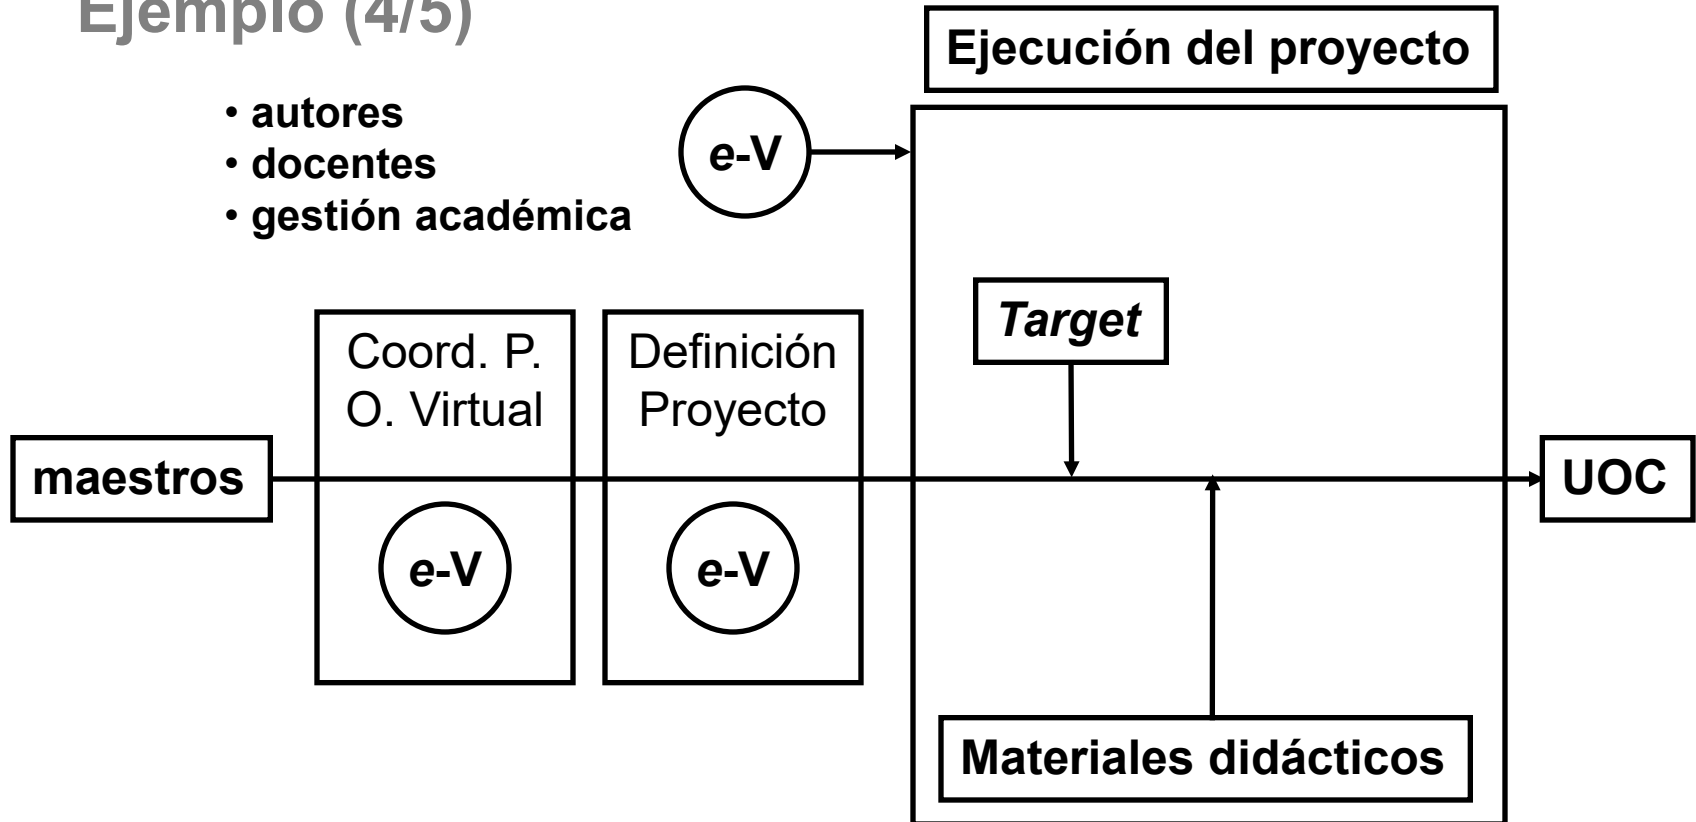 Ejemplo (4/5)
Ejecución del proyecto
• autores
• docentes
• gestión académica
e-V
Target
Coord. P.
O. Virtual
Definición
Proyecto
maestros
UOC
e-V
e-V
Materiales didácticos